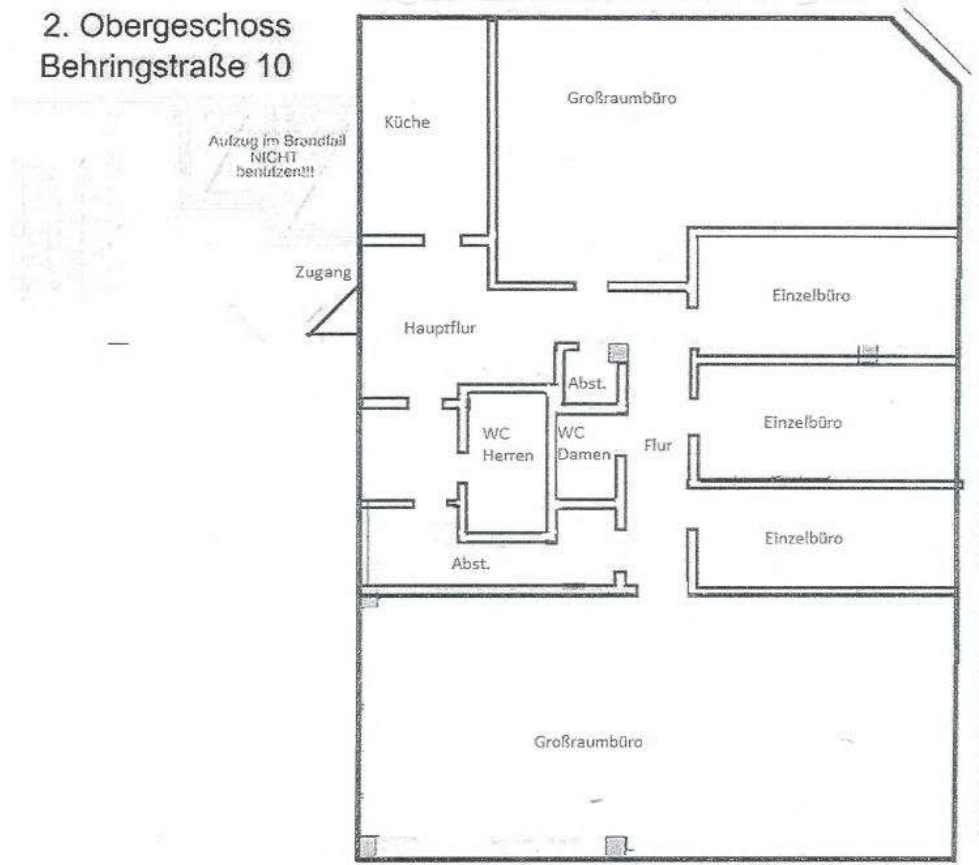 2. Obergeschoss
Behringstraße 10
Aufzug im Brandfall
NICHT
benutzen!!!
Küche
Großraumbüro
Zugang
Einzelbüro
Hauptflur
Abst.
WC
Herren
WC
Damen
Flur
Einzelbüro
Einzelbüro
Abst.
Großraumbüro